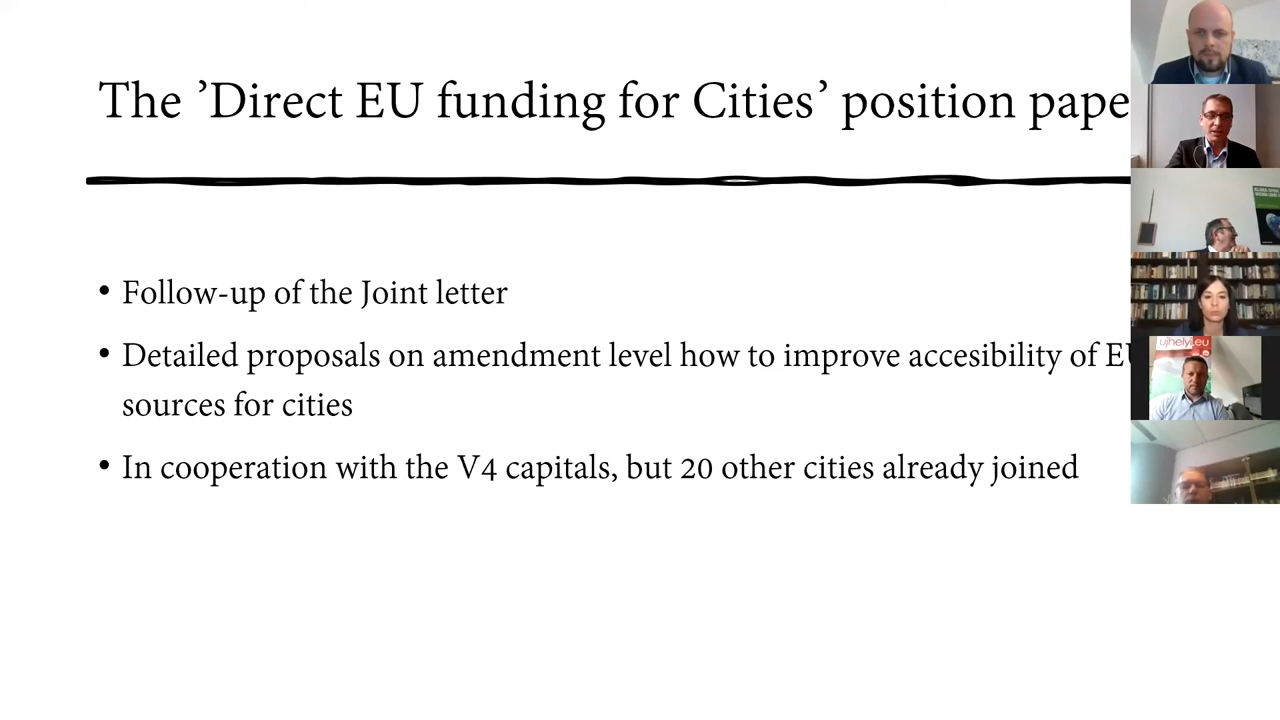 The ’Direct EU funding for Cities’ position pape
• Follow-up of the Joint letter
• Detailed proposals on amendment level how to improve accesibility of EU
sources for cities
• In cooperation with the V4 capitals, but 20 other cities already joined
ujhelyi.eu